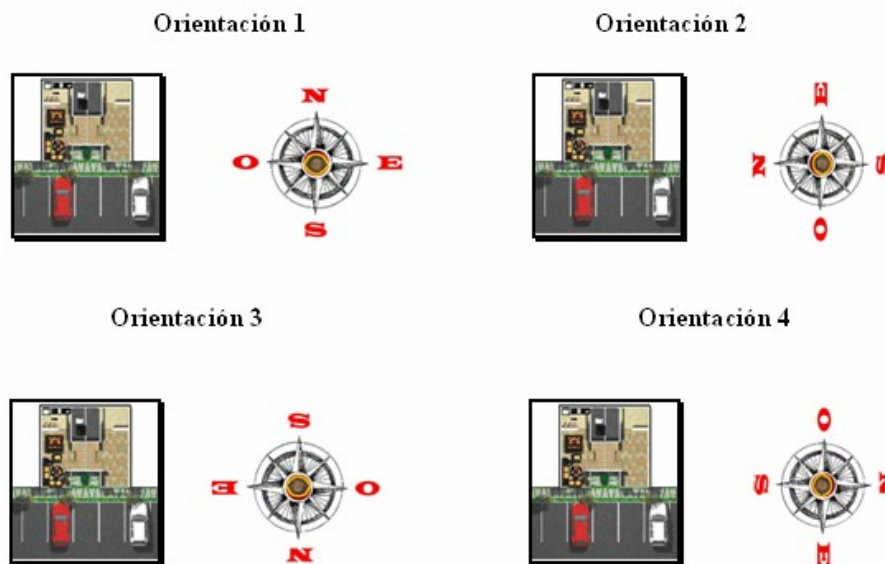 Orientación 1
N
O E
S
Orientación 2
E
N S
O
Orientación 3
S
E O
N
Orientación 4
O
S N
E